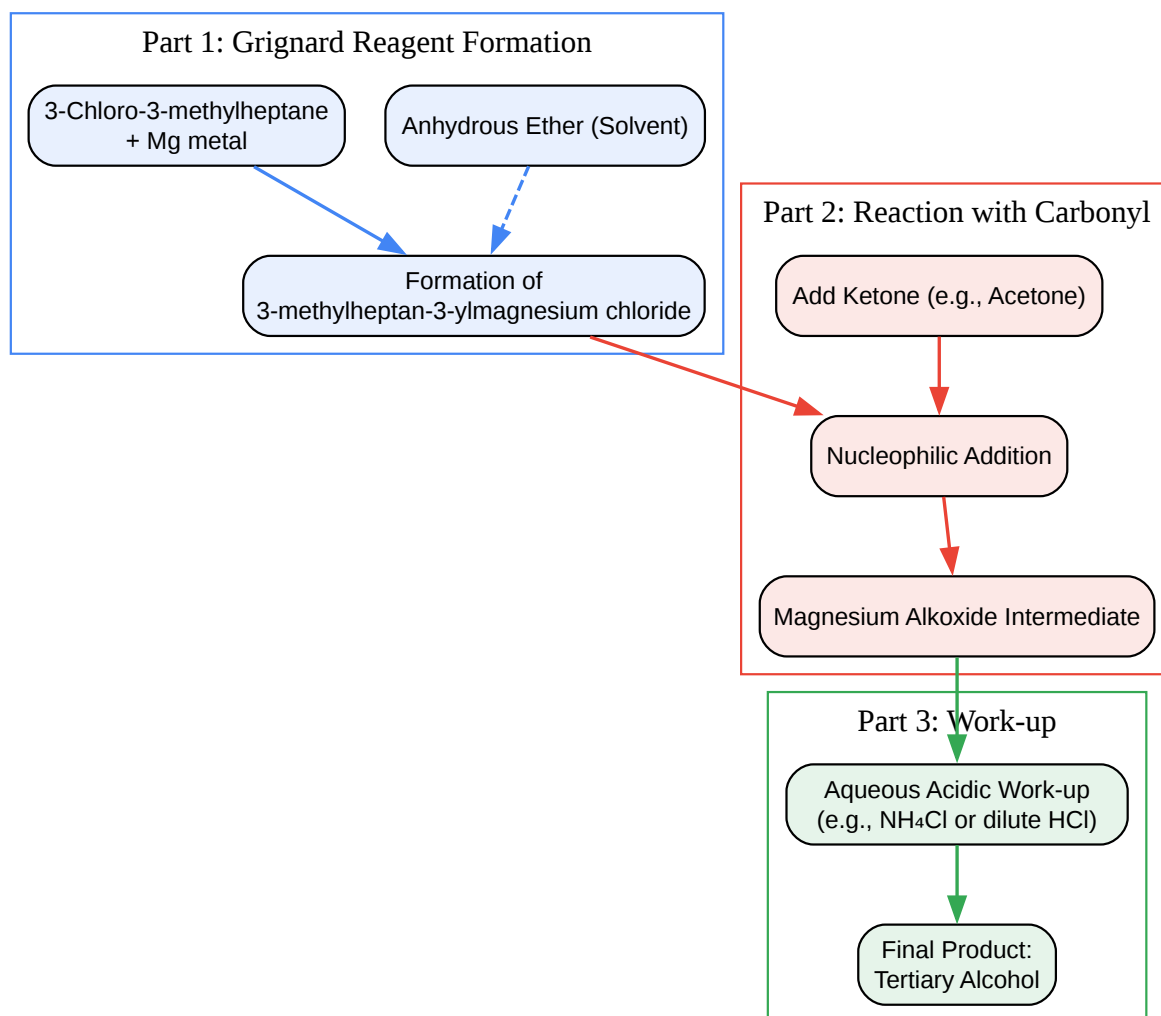 Part 1: Grignard Reagent Formation
3-Chloro-3-methylheptane
+ Mg metal
Anhydrous Ether (Solvent)
Formation of
3-methylheptan-3-ylmagnesium chloride
Part 2: Reaction with Carbonyl
Add Ketone (e.g., Acetone)
Nucleophilic Addition
Magnesium Alkoxide Intermediate
Part 3: Work-up
Aqueous Acidic Work-up
(e.g., NH₄Cl or dilute HCl)
Final Product:
Tertiary Alcohol